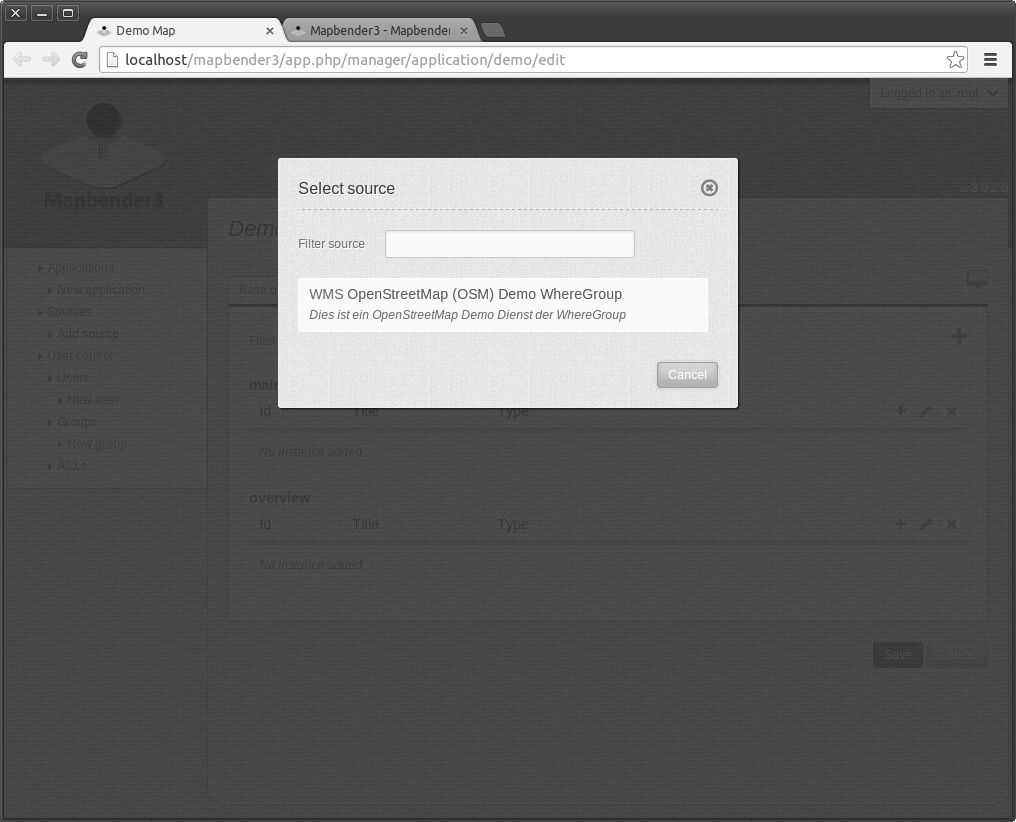 Demo Map
Mapbender3 - Mapbender
localhost/mapbender3/app.php/manager/application/demo/edit
Logged in as: root
Mapbender3
v. 3.0.2.0
Select source
Filter source
WMS OpenStreetMap (OSM) Demo WhereGroup
Dies ist ein OpenStreetMap Demo Dienst der WhereGroup
Cancel
Demo
Applications
New application
Sources
Add source
User control
Users
New user
Groups
New group
ACLs
Base
Filter
main
Id Title Type
No instance added
overview
Id Title Type
No instance added
Save